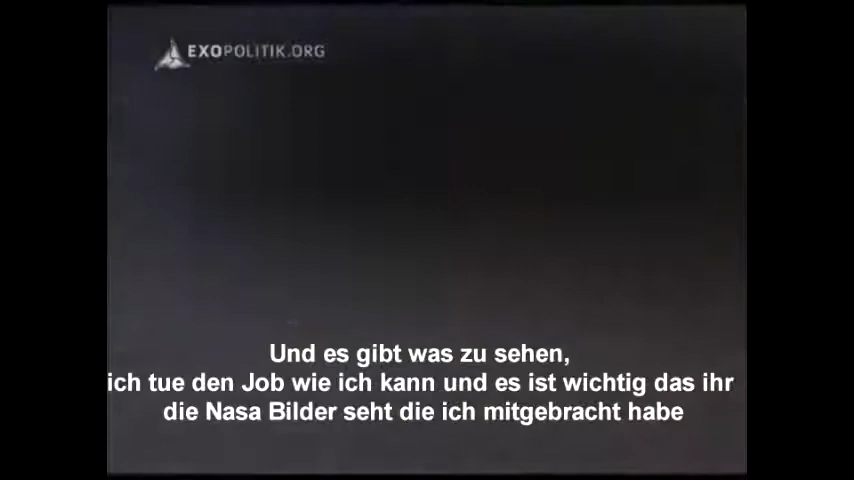 EXOPOLITIK.ORG
Und es gibt was zu sehen,
ich tue den Job wie ich kann und es ist wichtig das ihr
die Nasa Bilder seht die ich mitgebracht habe